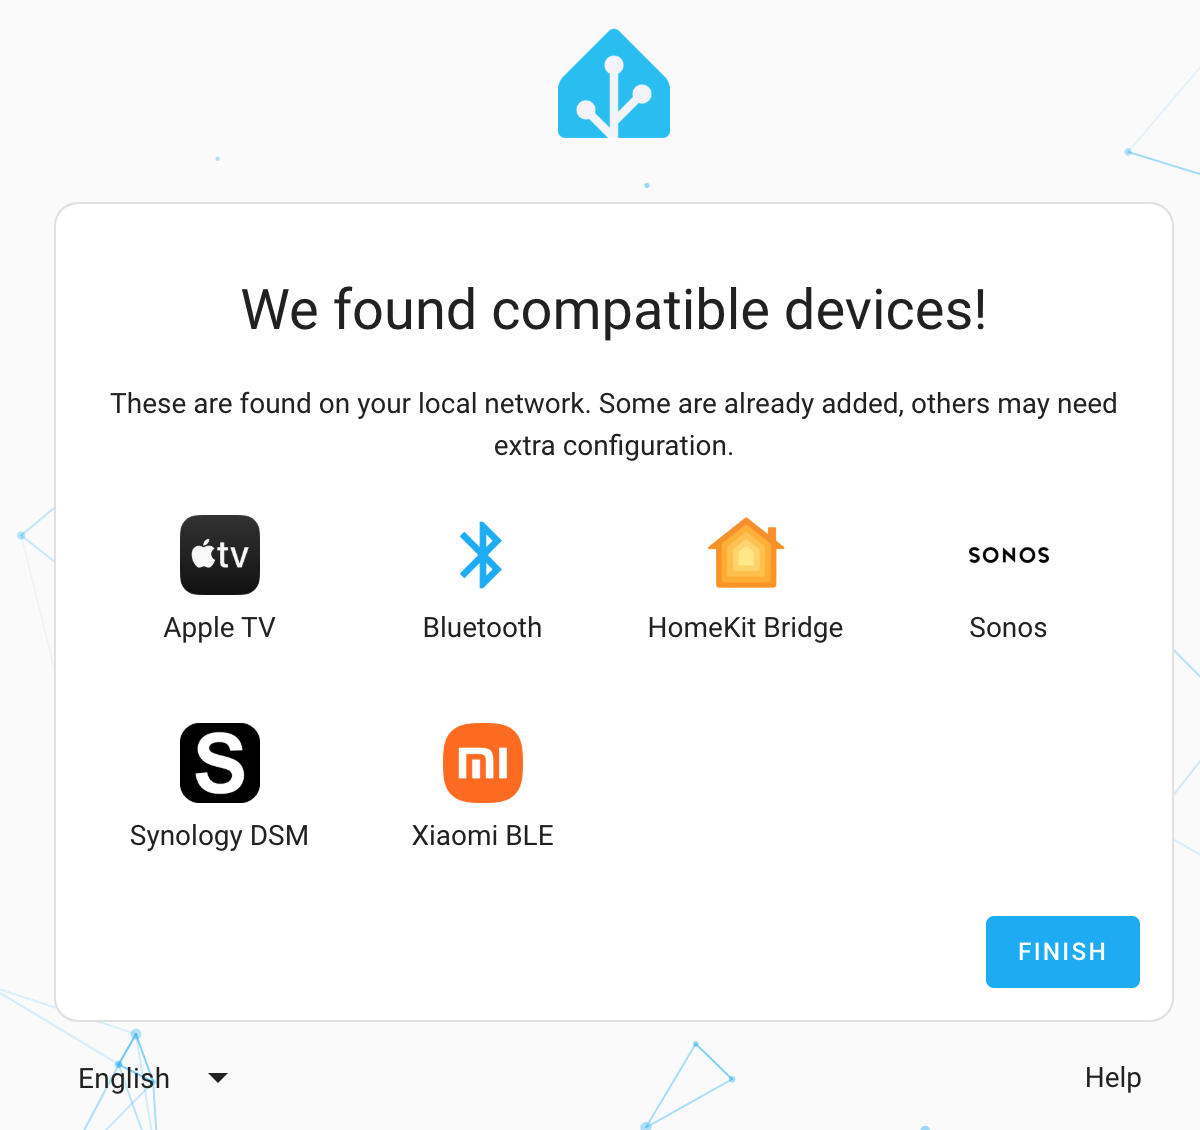 We found compatible devices!
These are found on your local network. Some are already added, others may need
extra configuration.
tv
SONOS
Apple TV
Bluetooth
HomeKit Bridge
Sonos
S
mi
Synology DSM
Xiaomi BLE
FINISH
English
Help